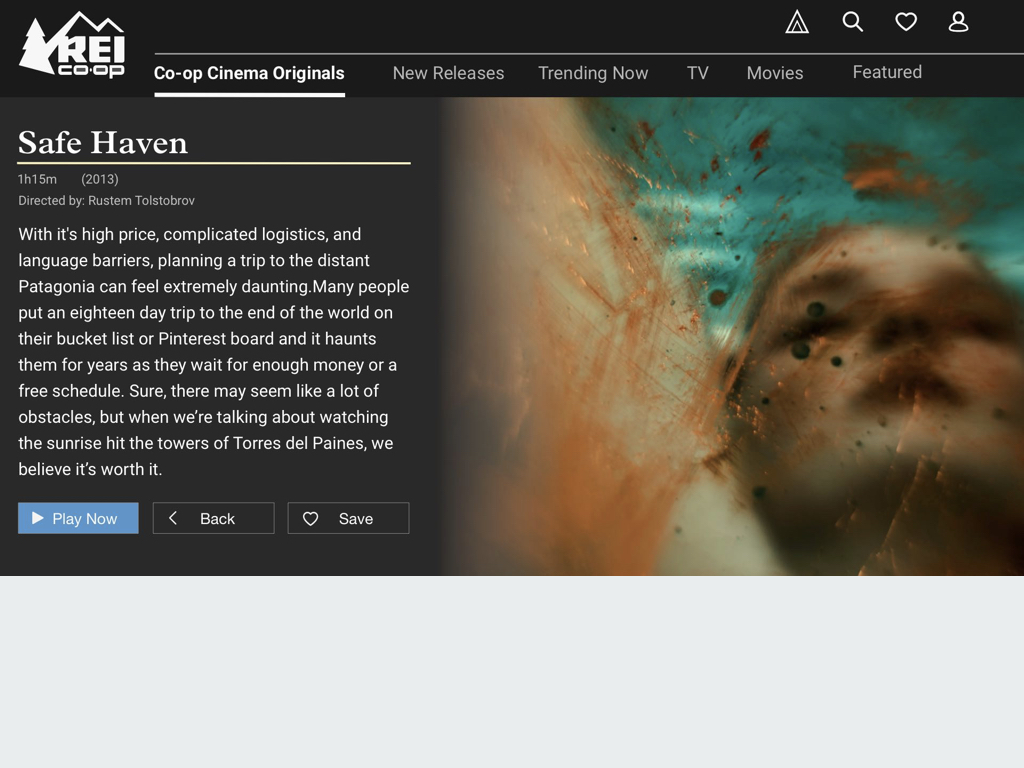 REI
CO·OP
Co-op Cinema Originals
New Releases
Trending Now
TV
Movies
Featured
Safe Haven
1h15m (2013)
Directed by: Rustem Tolstobrov
With it's high price, complicated logistics, and
language barriers, planning a trip to the distant
Patagonia can feel extremely daunting.Many people
put an eighteen day trip to the end of the world on
their bucket list or Pinterest board and it haunts
them for years as they wait for enough money or a
free schedule. Sure, there may seem like a lot of
obstacles, but when we’re talking about watching
the sunrise hit the towers of Torres del Paines, we
believe it’s worth it.
Play Now
Back
Save